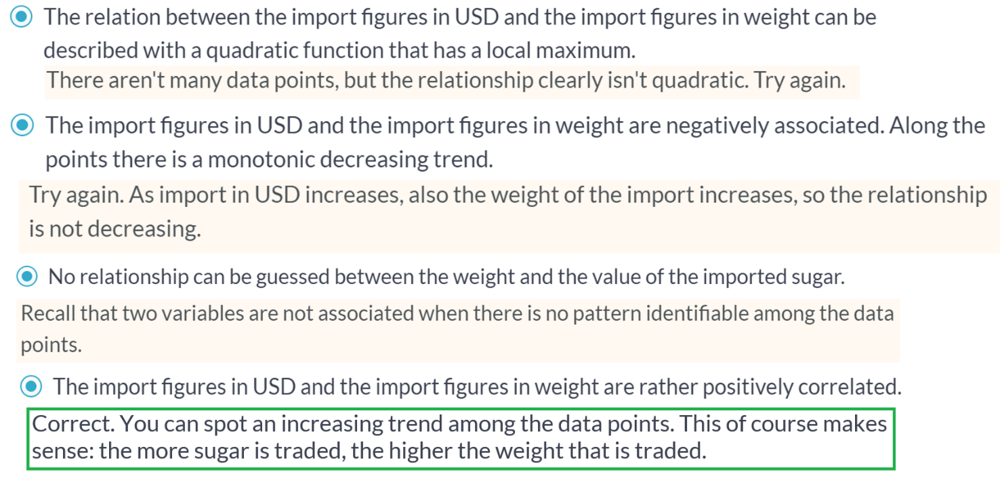 The relation between the import figures in USD and the import figures in weight can be
described with a quadratic function that has a local maximum.
There aren't many data points, but the relationship clearly isn't quadratic. Try again.
The import figures in USD and the import figures in weight are negatively associated. Along the
points there is a monotonic decreasing trend.
Try again. As import in USD increases, also the weight of the import increases, so the relationship
is not decreasing.
No relationship can be guessed between the weight and the value of the imported sugar.
Recall that two variables are not associated when there is no pattern identifiable among the data
points.
The import figures in USD and the import figures in weight are rather positively correlated.
Correct. You can spot an increasing trend among the data points. This of course makes
sense: the more sugar is traded, the higher the weight that is traded.